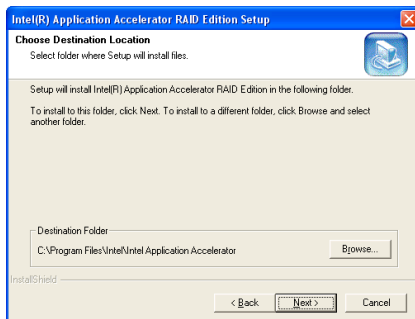 Intel(R) Application Accelerator RAID Edition Setup
Choose Destination Location
Select folder where Setup will install files.
Setup will install Intel(R) Application Accelerator RAID Edition in the following folder.
To install to this folder, click Next. To install to a different folder, click Browse and select
another folder.
Destination Folder
C:\Program Files\Intel\Intel Application Accelerator
Browse...
InstallShield
< Back
Next >
Cancel